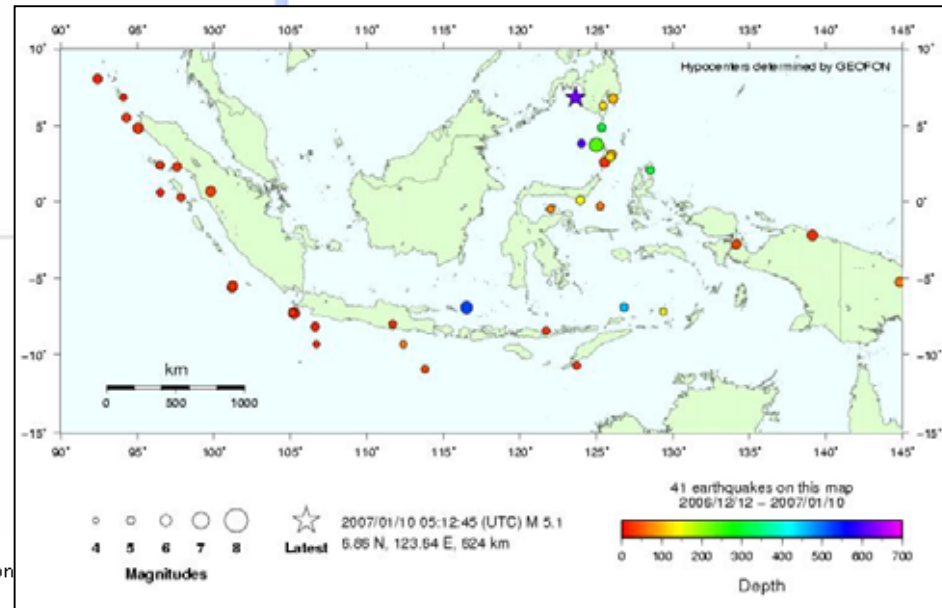 90° 95° 100° 105° 110° 115° 120° 125° 130° 135° 140° 145°
10° 10°
Hypocenters determined by GEOFON
5° 5°
0° 0°
−5° −5°
−10° −10°
km
0 500 1000
−15° −15°
90° 95° 100° 105° 110° 115° 120° 125° 130° 135° 140° 145°
41 earthquakes on this map
2006/12/12 − 2007/01/10
4 5 6 7 8
Magnitudes
Latest
2007/01/10 05:12:45 (UTC) M 5.1
6.86 N, 123.64 E, 624 km
0 100 200 300 400 500 600 700
Depth
on